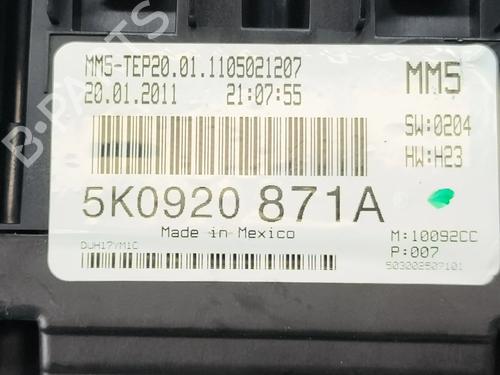 MM5-TEP20.01.1105021207
20.01.2011 21:07:55
MM5
SW:0204
HW:H23
5K0920 871A
Made in Mexico
DJH17YM1C
M:10092CC
P:007
503002507101
B-PARTS